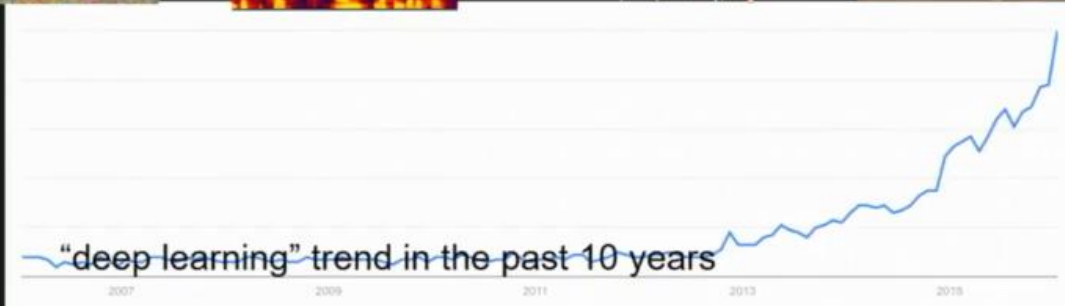 “deep learning” trend in the past 10 years
2007 2009 2011 2013 2015